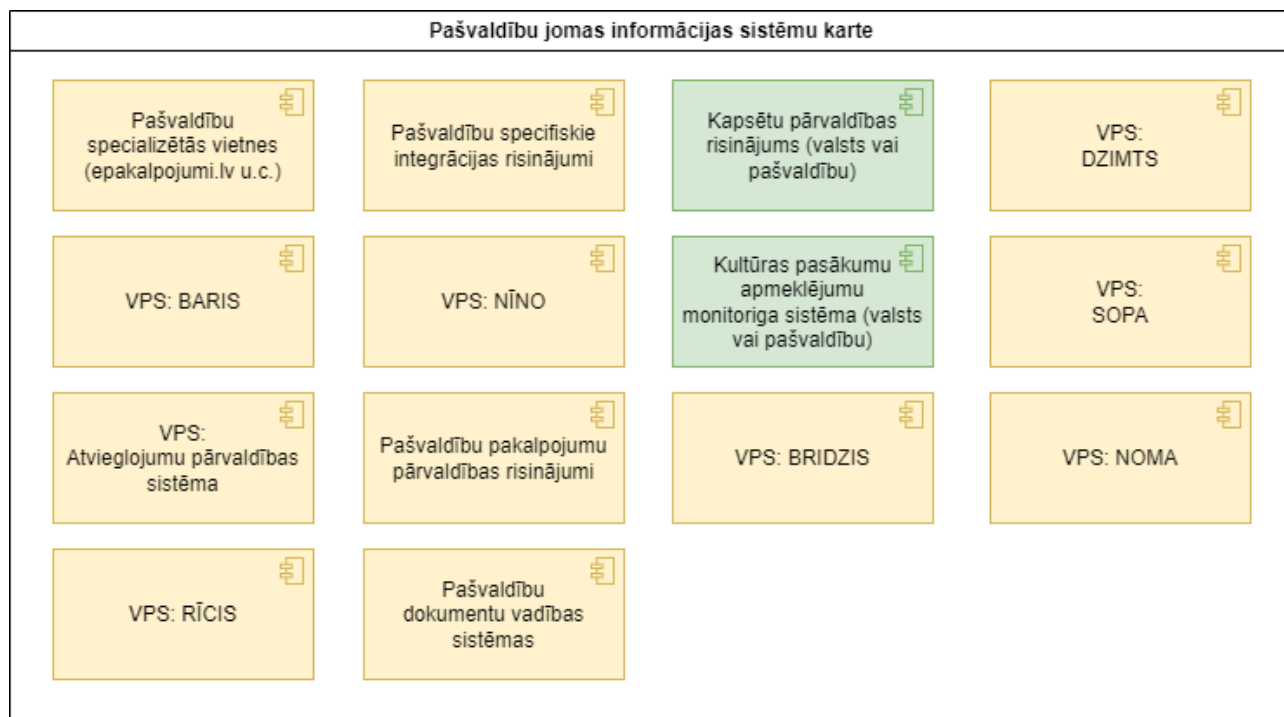 Pašvaldību jomas informācijas sistēmu karte
Pašvaldību
specializētās vietnes
(epakalpojumi.lv u.c.)
Pašvaldību specifiskie
integrācijas risinājumi
Kapsētu pārvaldības
risinājums (valsts vai
pašvaldību)
VPS:
DZIMTS
VPS: BARIS
VPS: NĪNO
Kultūras pasākumu
apmeklējumu
monitoriga sistēma (valsts
vai pašvaldību)
VPS:
SOPA
VPS:
Atvieglojumu pārvaldības
sistēma
Pašvaldību pakalpojumu
pārvaldības risinājumi
VPS: BRIDZIS
VPS: NOMA
VPS: RĪCIS
Pašvaldību
dokumentu vadības
sistēmas